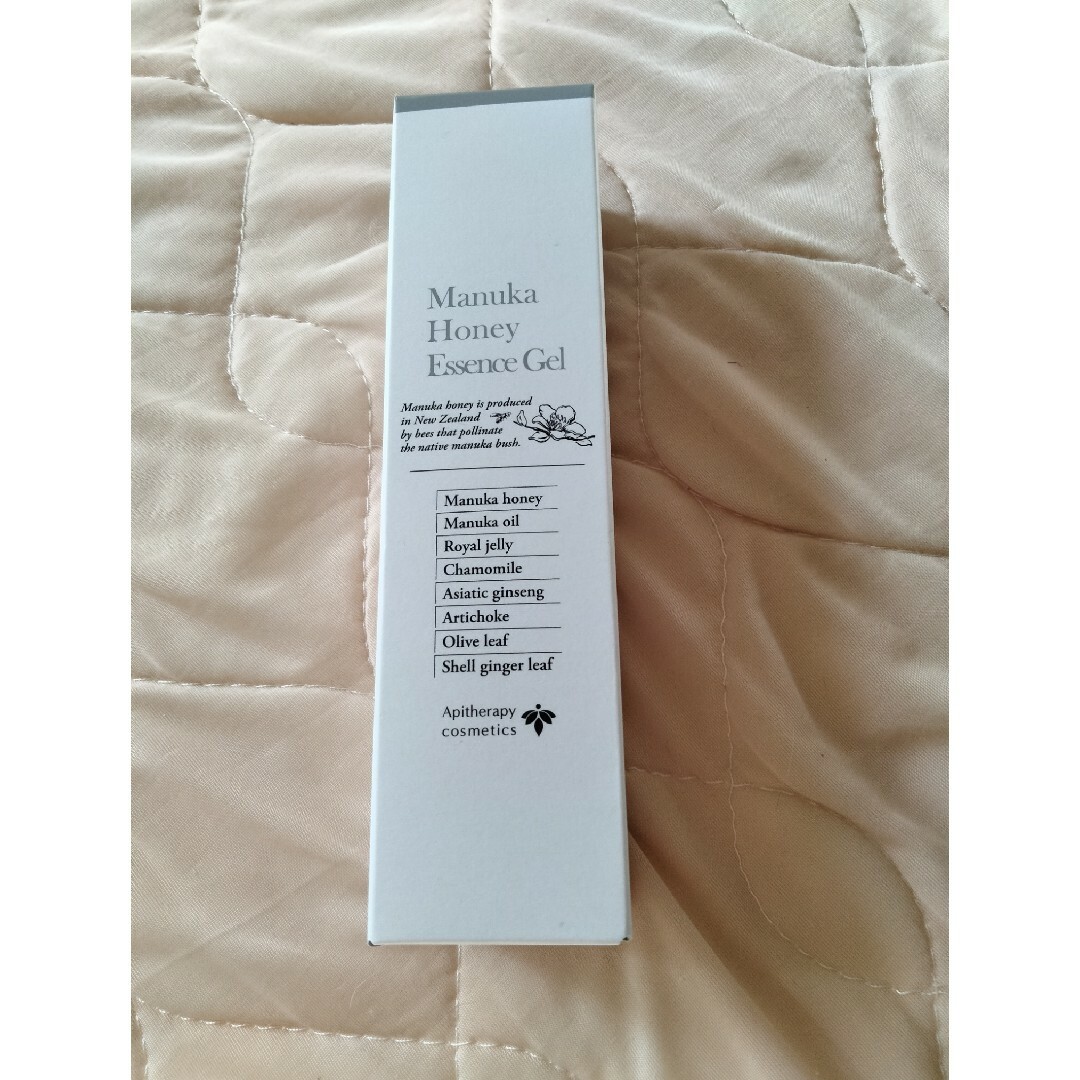 Manuka
Honey
Essence Gel
Manuka honey is produced
in New Zealand
by bees that pollinate
the native manuka bush.
Manuka honey
Manuka oil
Royal jelly
Chamomile
Asiatic ginseng
Artichoke
Olive leaf
Shell ginger leaf
Apitherapy
cosmetics